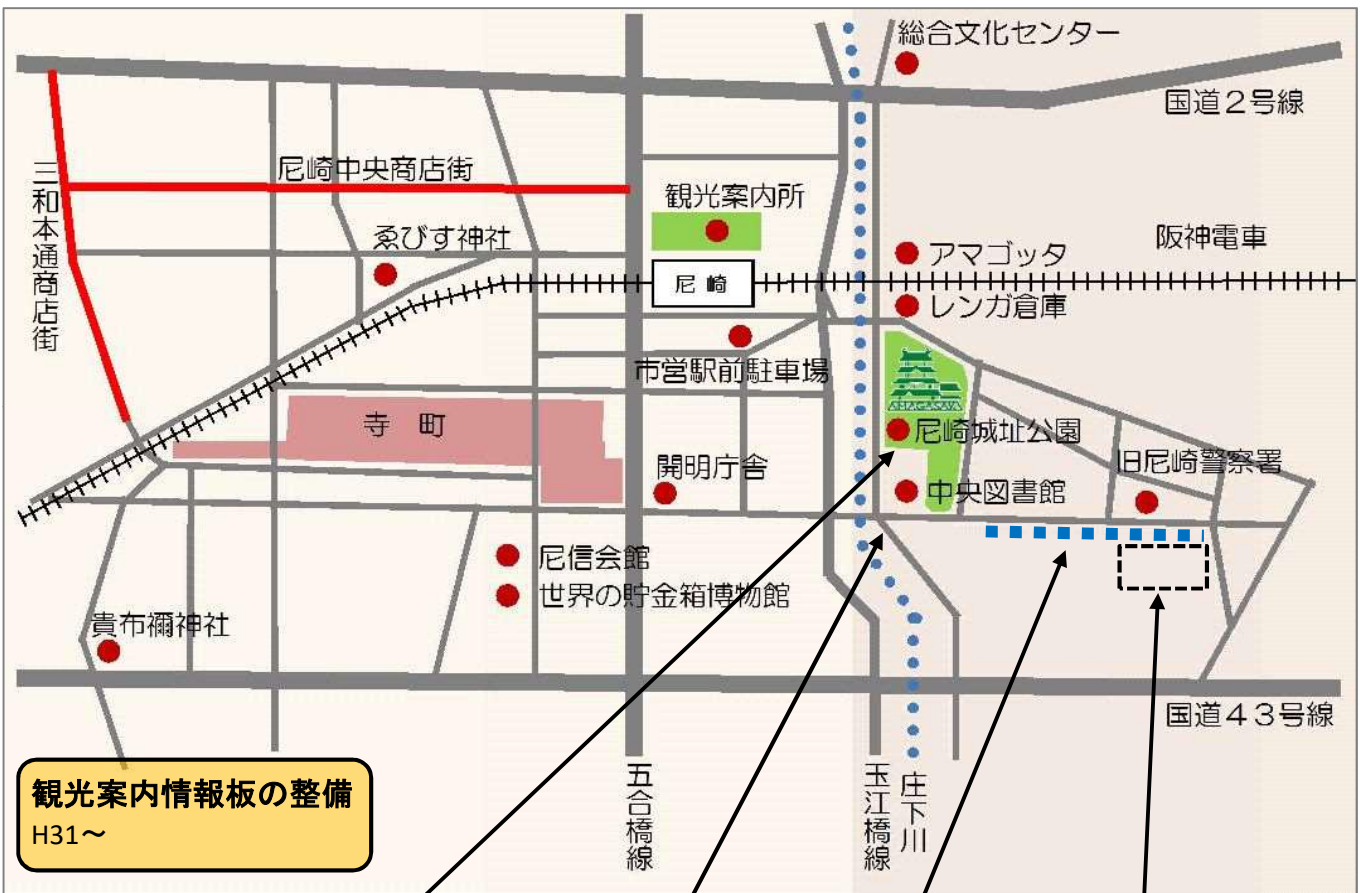 総合文化センター
国道2号線
三和本通商店街
尼崎中央商店街
観光案内所
ゑびす神社
アマゴッタ
阪神電車
尼崎
レンガ倉庫
市営駅前駐車場
AMAGASAKI
寺町
尼崎城址公園
開明庁舎
旧尼崎警察署
中央図書館
尼信会館
世界の貯金箱博物館
貴布禰神社
国道43号線
観光案内情報板の整備
H31～
五合橋線
玉江橋線
庄下川